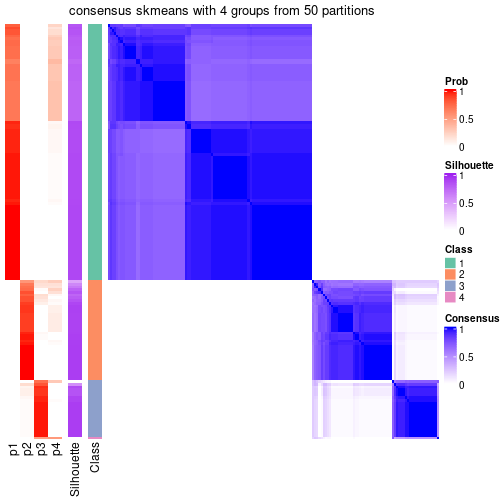 consensus skmeans with 4 groups from 50 partitions
Prob
1
0.5
0
Silhouette
1
0.5
0
Class
1
2
3
4
Consensus
1
0.5
0
p1
p2
p3
p4
Silhouette
Class